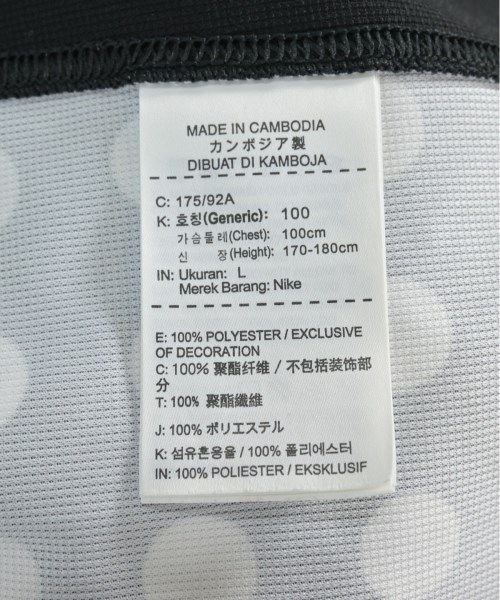 MADE IN CAMBODIA
カンボジア製
DIBUAT DI KAMBOJA
C: 175/92A
K: 호칭(Generic): 100
가슴둘레(Chest): 100cm
신 장(Height): 170-180cm
IN: Ukuran: L
Merek Barang: Nike
E: 100% POLYESTER / EXCLUSIVE
OF DECORATION
C: 100% 聚酯纤维 / 不包括装饰部
分
T: 100% 聚酯纖維
J: 100% ポリエステル
K: 섬유혼용율 / 100% 폴리에스터
IN: 100% POLIESTER / EKSKLUSIF